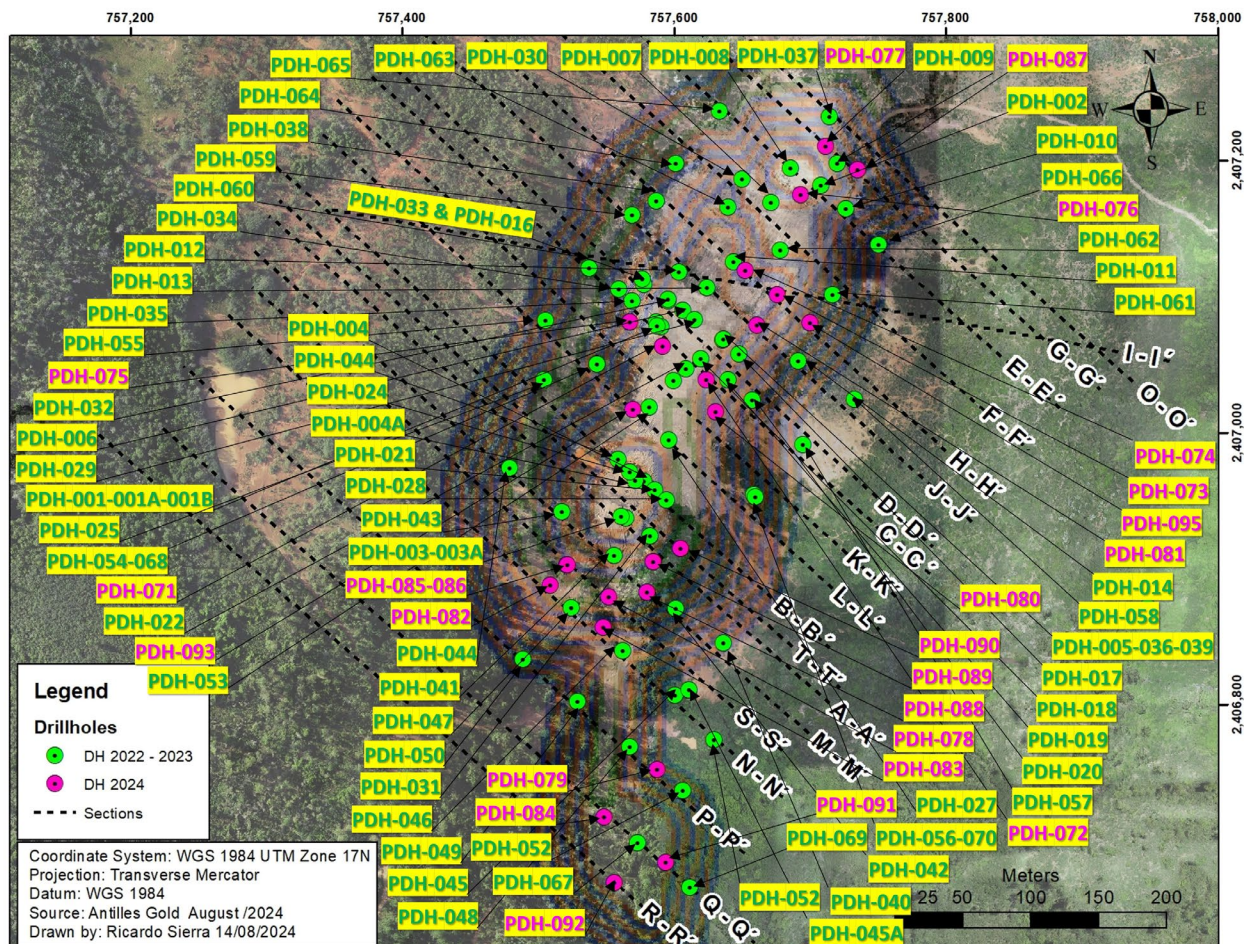 757,200 757,400 757,600 757,800 758,000
PDH-065 PDH-063 PDH-030 PDH-007 PDH-008 PDH-037 PDH-077 PDH-009 PDH-087
PDH-064 PDH-002
PDH-038 PDH-010
PDH-059 PDH-066
PDH-060 PDH-076
PDH-034 PDH-033 & PDH-016 PDH-062
PDH-012 PDH-011
PDH-013 PDH-061
PDH-035
PDH-055
PDH-075
PDH-032
PDH-006
PDH-029
PDH-001-001A-001B
PDH-025
PDH-054-068
PDH-071
PDH-022
PDH-093
PDH-053
PDH-004
PDH-044
PDH-024
PDH-004A
PDH-021
PDH-028
PDH-043
PDH-003-003A
PDH-085-086
PDH-082
PDH-044
PDH-041
PDH-047
PDH-050
PDH-031
PDH-046
PDH-049
PDH-045
PDH-048
PDH-079
PDH-084
PDH-052
PDH-067
PDH-092
N
W E
S
2,407,200
2,407,000
2,406,800
G-G´
I-I´
E-E´
O-O´
F-F´
H-H´
J-J´
D-D´
C-C´
K-K´
L-L´
B-B´
T-T´
A-A´
S-S´
M-M´
N-N´
P-P´
Q-Q´
R-R´
PDH-074
PDH-073
PDH-095
PDH-081
PDH-014
PDH-058
PDH-005-036-039
PDH-017
PDH-018
PDH-019
PDH-020
PDH-057
PDH-072
PDH-080
PDH-090
PDH-089
PDH-088
PDH-078
PDH-083
PDH-091 PDH-027
PDH-069 PDH-056-070
PDH-042
PDH-052 PDH-040
PDH-045A
Meters
25 50 100 150 200
Legend
Drillholes
DH 2022 - 2023
DH 2024
Sections
Coordinate System: WGS 1984 UTM Zone 17N
Projection: Transverse Mercator
Datum: WGS 1984
Source: Antilles Gold August /2024
Drawn by: Ricardo Sierra 14/08/2024